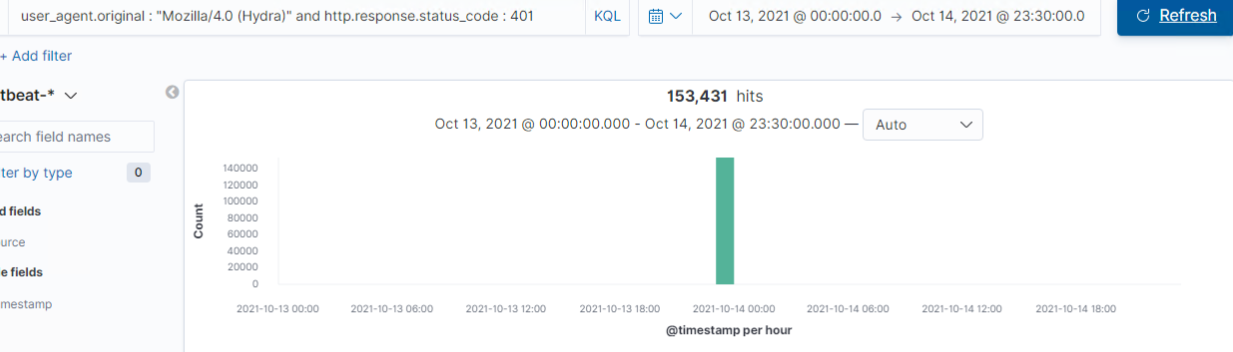 user_agent.original : "Mozilla/4.0 (Hydra)" and http.response.status_code : 401 KQL Oct 13, 2021 @ 00:00:00.0 → Oct 14, 2021 @ 23:30:00.0 Refresh
+ Add filter
tbeat-*
153,431 hits
Oct 13, 2021 @ 00:00:00.000 - Oct 14, 2021 @ 23:30:00.000 — Auto
earch field names
ter by type 0
d fields
urce
e fields
mestamp
Count
140000
120000
100000
80000
60000
40000
20000
0
2021-10-13 00:00 2021-10-13 06:00 2021-10-13 12:00 2021-10-13 18:00 2021-10-14 00:00 2021-10-14 06:00 2021-10-14 12:00 2021-10-14 18:00
@timestamp per hour